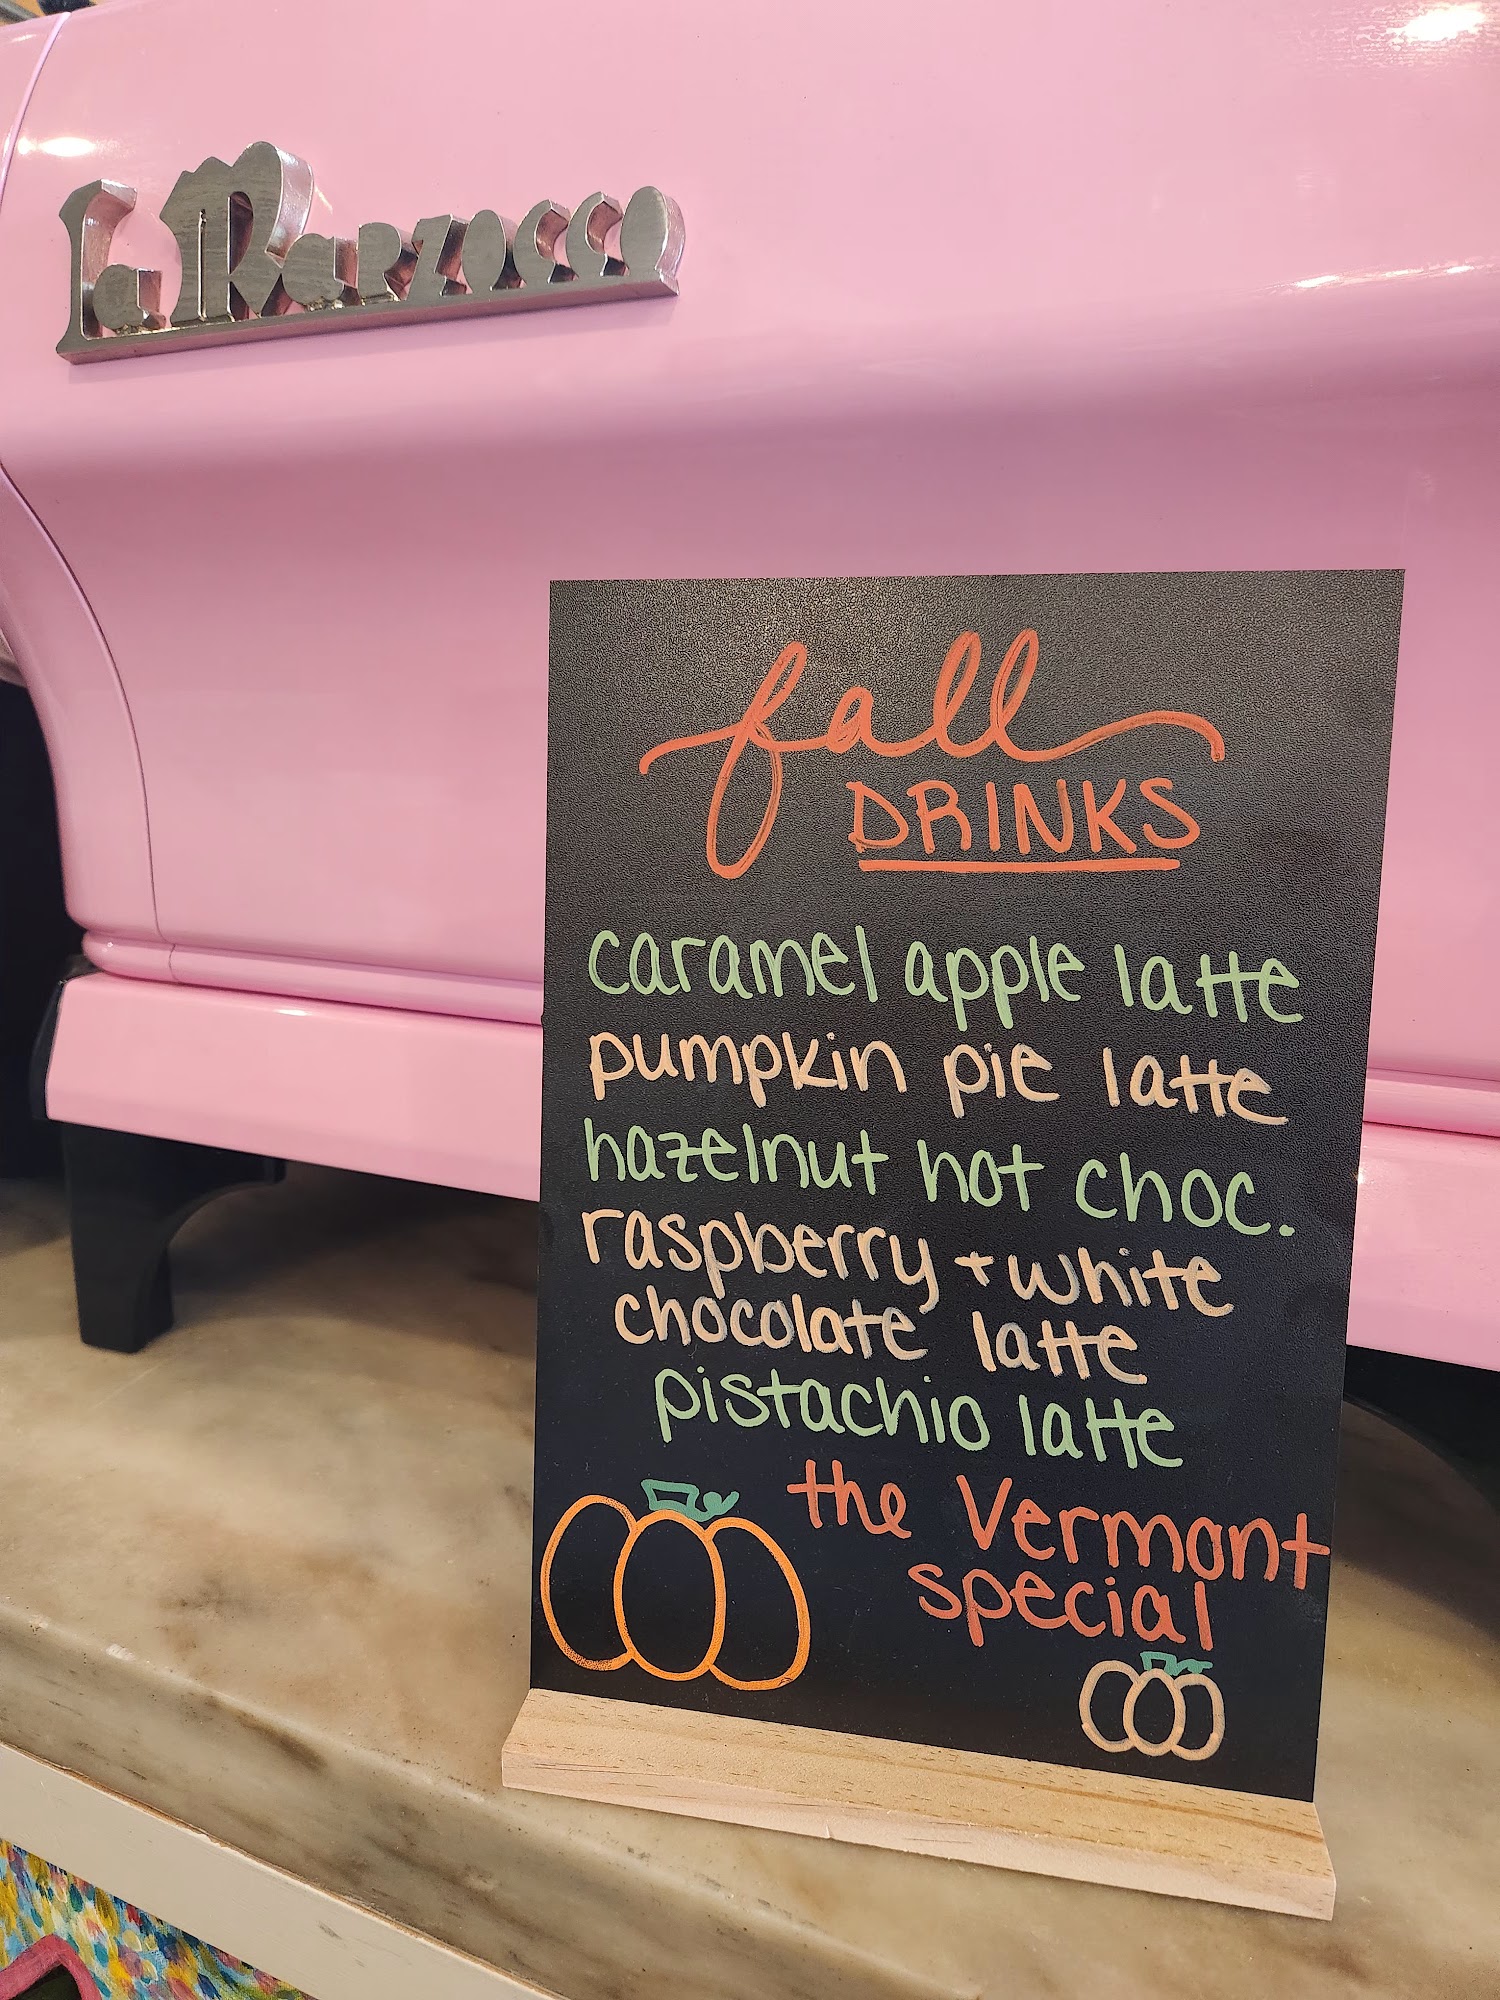 La Marzocco
fall
DRINKS
caramel apple latte
pumpkin pie latte
hazelnut hot choc.
raspberry + white
chocolate latte
pistachio latte
the Vermont
special